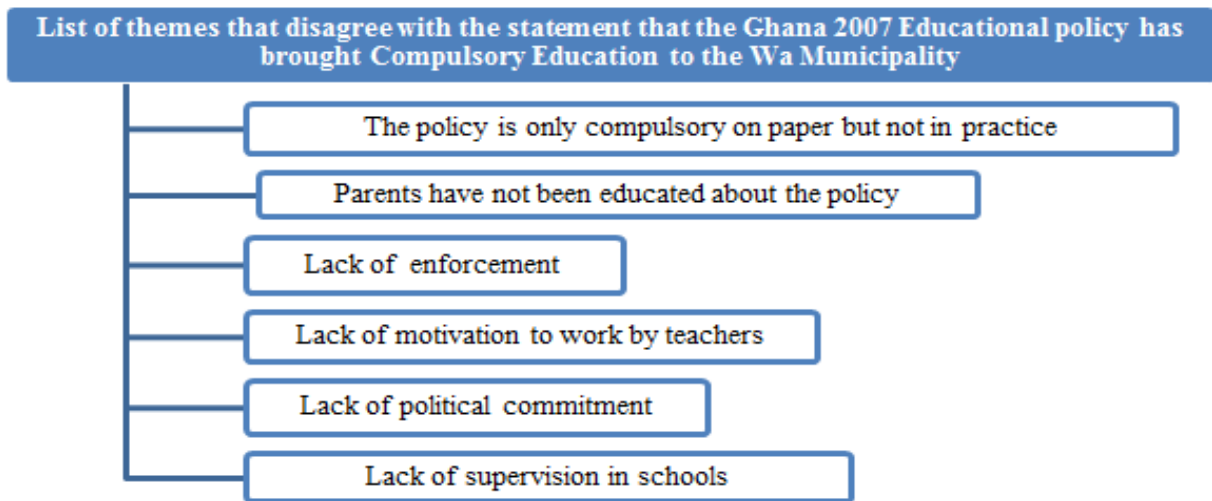 List of themes that disagree with the statement that the Ghana 2007 Educational policy has
brought Compulsory Education to the Wa Municipality
The policy is only compulsory on paper but not in practice
Parents have not been educated about the policy
Lack of enforcement
Lack of motivation to work by teachers
Lack of political commitment
Lack of supervision in schools